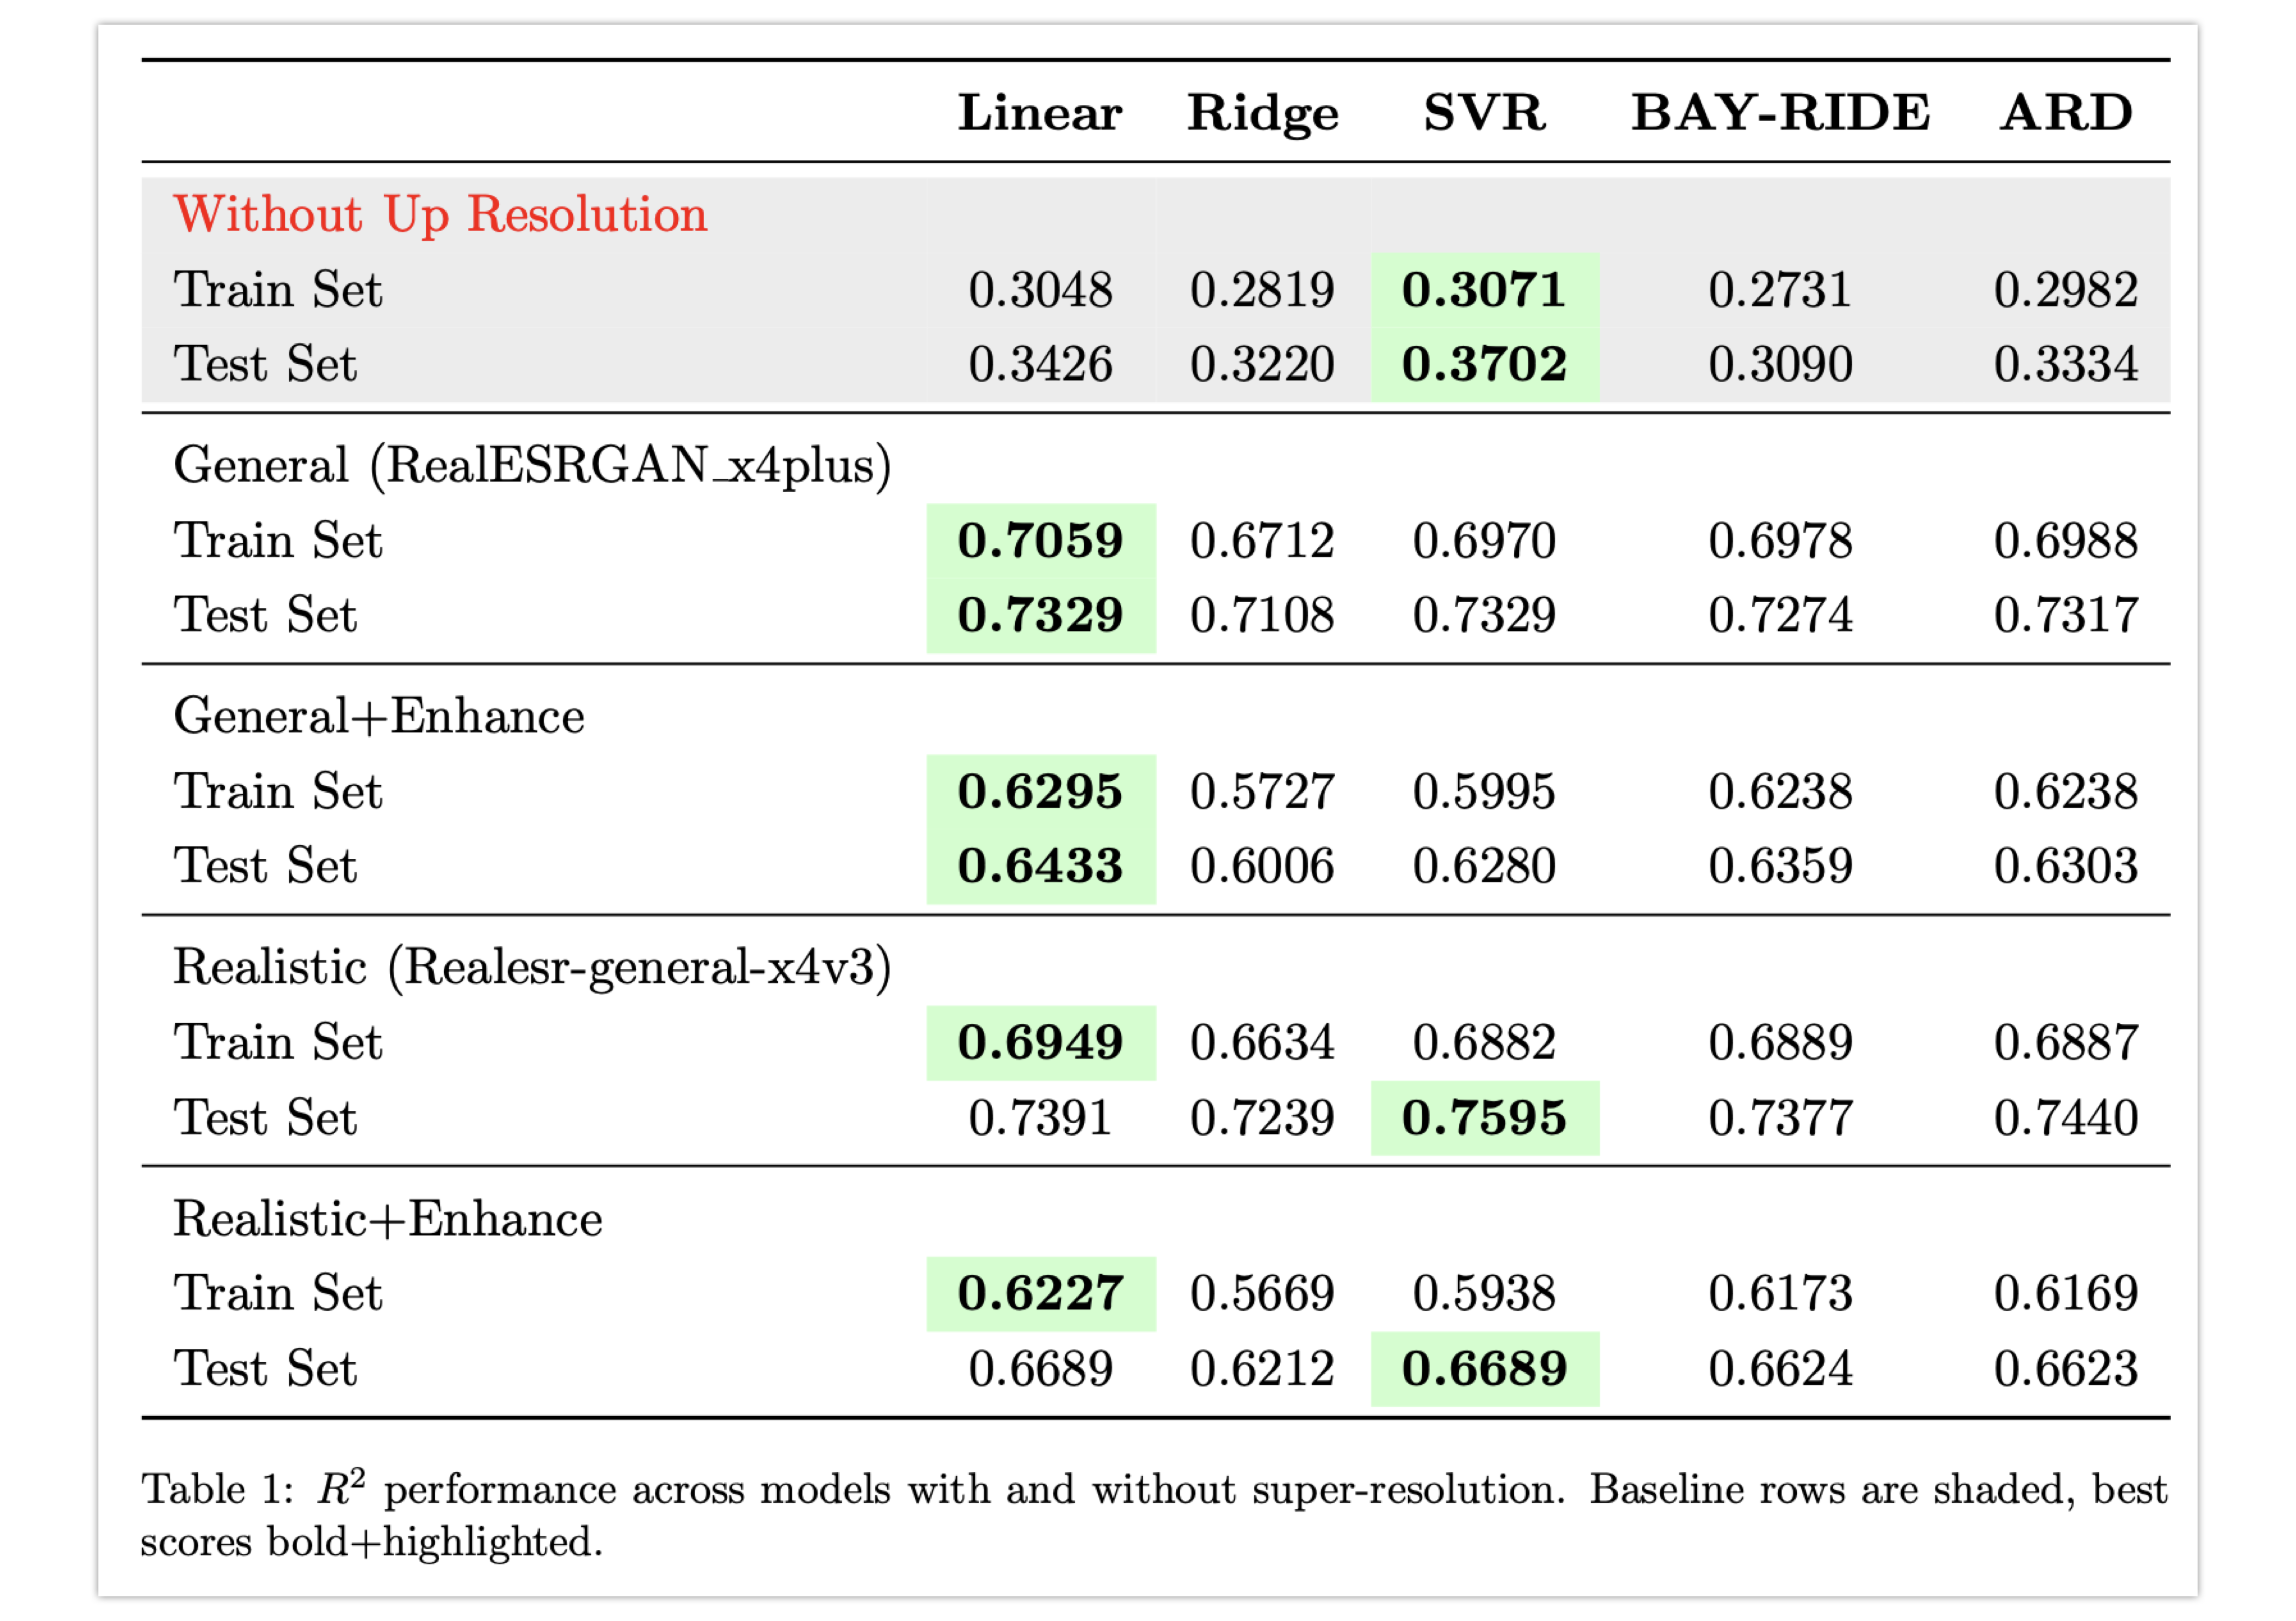 Linear Ridge SVR BAY-RIDE ARD
Without Up Resolution
Train Set 0.3048 0.2819 0.3071 0.2731 0.2982
Test Set 0.3426 0.3220 0.3702 0.3090 0.3334
General (RealESRGAN_x4plus)
Train Set 0.7059 0.6712 0.6970 0.6978 0.6988
Test Set 0.7329 0.7108 0.7329 0.7274 0.7317
General+Enhance
Train Set 0.6295 0.5727 0.5995 0.6238 0.6238
Test Set 0.6433 0.6006 0.6280 0.6359 0.6303
Realistic (Realesr-general-x4v3)
Train Set 0.6949 0.6634 0.6882 0.6889 0.6887
Test Set 0.7391 0.7239 0.7595 0.7377 0.7440
Realistic+Enhance
Train Set 0.6227 0.5669 0.5938 0.6173 0.6169
Test Set 0.6689 0.6212 0.6689 0.6624 0.6623
Table 1: R² performance across models with and without super-resolution. Baseline rows are shaded, best
scores bold+highlighted.